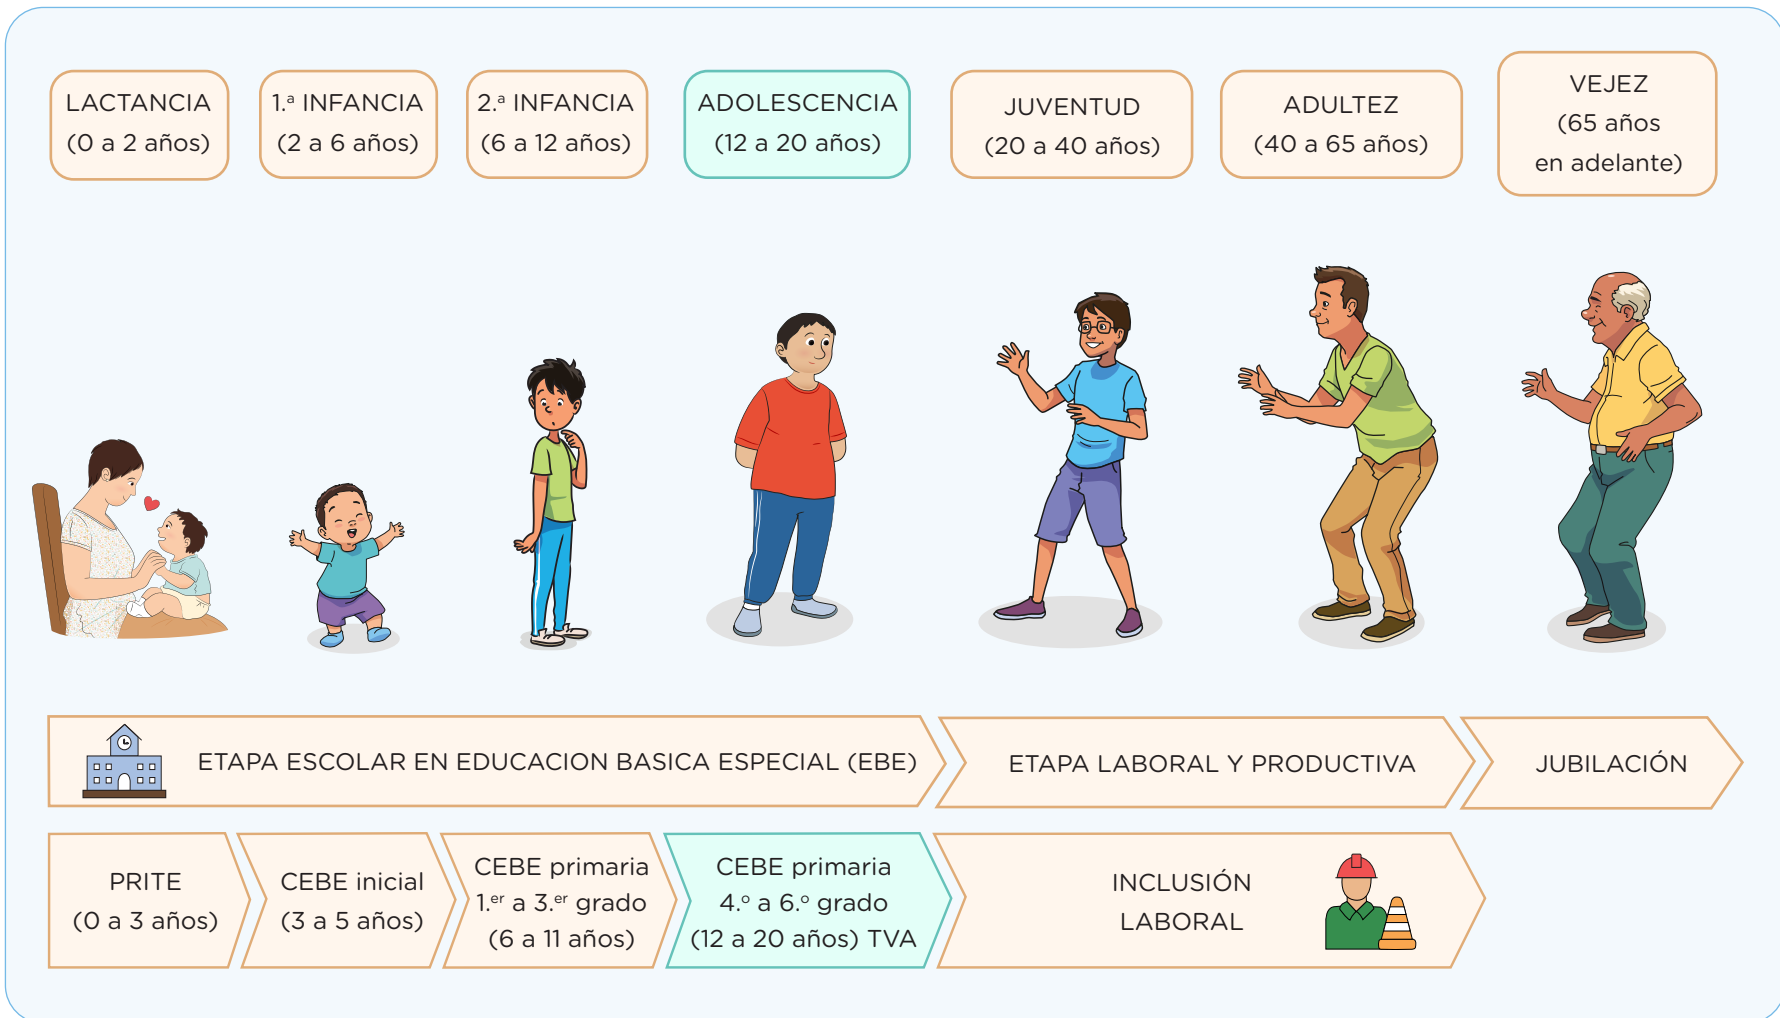 LACTANCIA
(0 a 2 años)
1.ª INFANCIA
(2 a 6 años)
2.ª INFANCIA
(6 a 12 años)
ADOLESCENCIA
(12 a 20 años)
JUVENTUD
(20 a 40 años)
ADULTEZ
(40 a 65 años)
VEJEZ
(65 años
en adelante)
ETAPA ESCOLAR EN EDUCACION BASICA ESPECIAL (EBE)
ETAPA LABORAL Y PRODUCTIVA
JUBILACIÓN
PRITE
(0 a 3 años)
CEBE inicial
(3 a 5 años)
CEBE primaria
1.er a 3.er grado
(6 a 11 años)
CEBE primaria
4.º a 6.º grado
(12 a 20 años) TVA
INCLUSIÓN
LABORAL